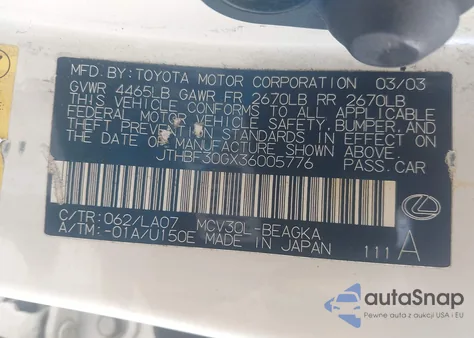 MFD. BY: TOYOTA MOTOR CORPORATION 03/03
GVWR 4465LB GAWR FR 2670LB RR 2670LB
THIS VEHICLE CONFORMS TO ALL APPLICABLE
FEDERAL MOTOR VEHICLE SAFETY, BUMPER, AND
THEFT PREVENTION STANDARDS IN EFFECT ON
THE DATE OF MANUFACTURE SHOWN ABOVE.
JTHBF30GX36005776 PASS.CAR
C/TR: 062/LA07 MCV30L-BEAGKA
A/TM:-01A/U150E MADE IN JAPAN 111 A
autoSnap
Pewne auta z aukcji USA i EU